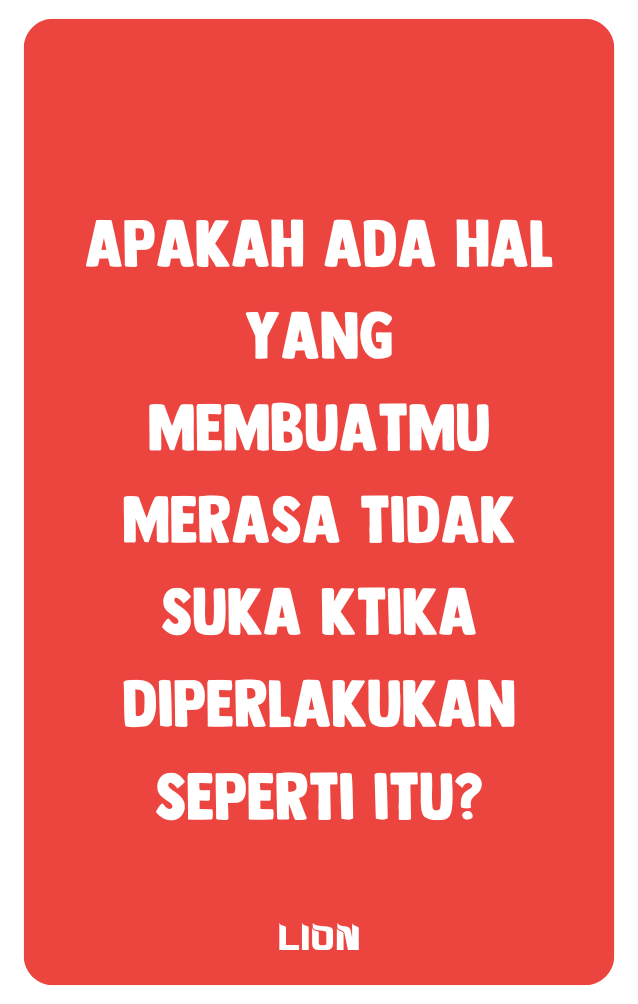 APAKAH ADA HAL
YANG
MEMBUATMU
MERASA TIDAK
SUKA KTIKA
DIPERLAKUKAN
SEPERTI ITU?
LION